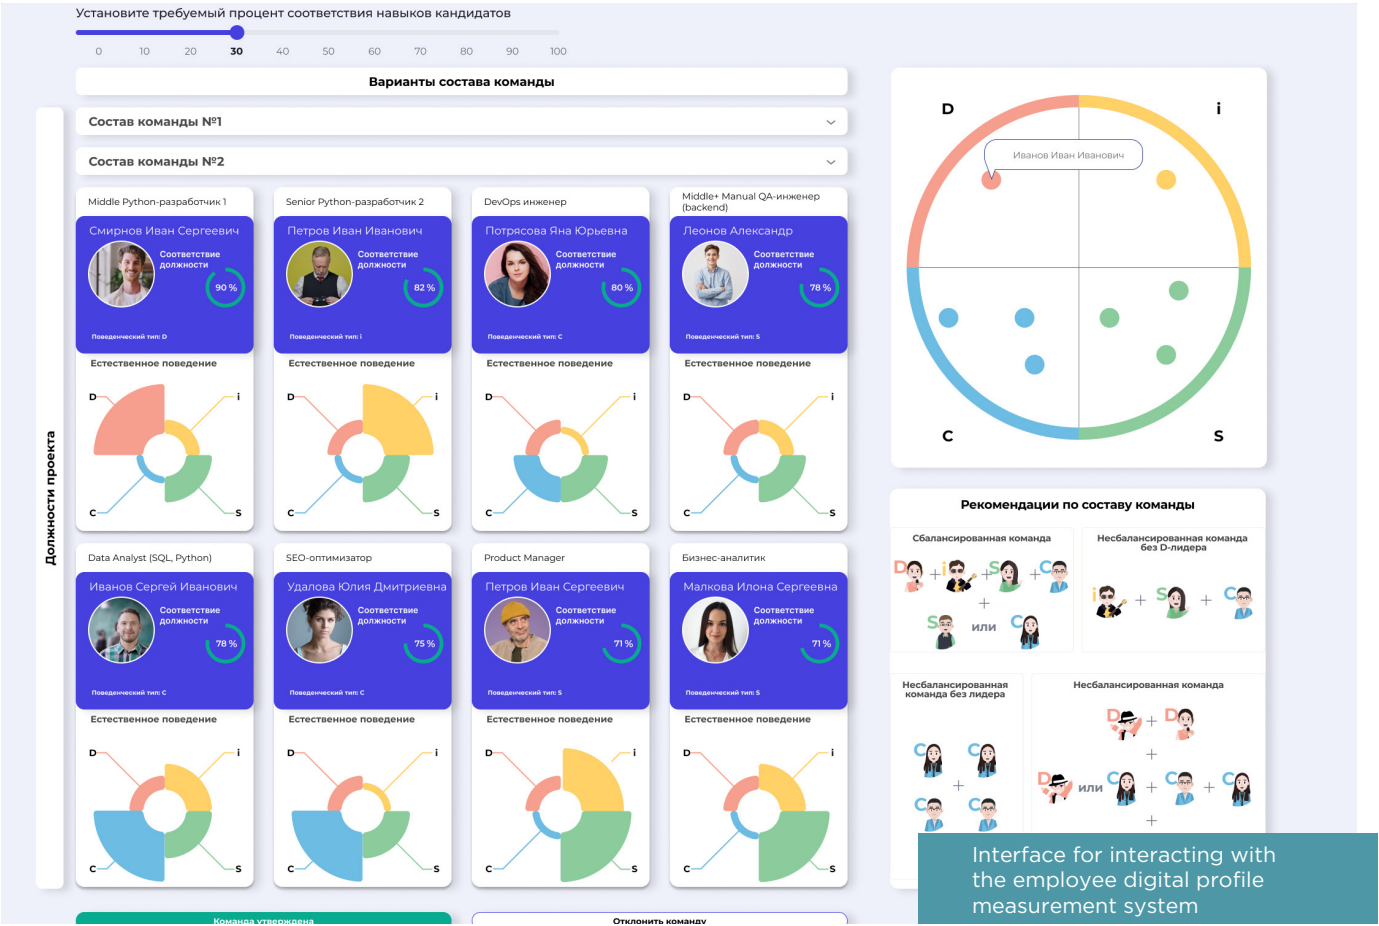 Установите требуемый процент соответствия навыков кандидатов
0 10 20 30 40 50 60 70 80 90 100
Варианты состава команды
Состав команды №1
Состав команды №2
Должности проекта
Middle Python-разработчик 1
Смирнов Иван Сергеевич
Соответствие
должности
90 %
Поведенческий тип: D
Естественное поведение
D i
C S
Senior Python-разработчик 2
Петров Иван Иванович
Соответствие
должности
82 %
Поведенческий тип: i
Естественное поведение
D i
C S
DevOps инженер
Потрясова Яна Юрьевна
Соответствие
должности
80 %
Поведенческий тип: C
Естественное поведение
D i
C S
Middle+ Manual QA-инженер
(backend)
Леонов Александр
Соответствие
должности
78 %
Поведенческий тип: S
Естественное поведение
D i
C S
Data Analyst (SQL, Python)
Иванов Сергей Иванович
Соответствие
должности
78 %
Поведенческий тип: C
Естественное поведение
D i
C S
SEO-оптимизатор
Удалова Юлия Дмитриевна
Соответствие
должности
75 %
Поведенческий тип: C
Естественное поведение
D i
C S
Product Manager
Петров Иван Сергеевич
Соответствие
должности
71 %
Поведенческий тип: S
Естественное поведение
D i
C S
Бизнес-аналитик
Малкова Илона Сергеевна
Соответствие
должности
71 %
Поведенческий тип: S
Естественное поведение
D i
C S
Команда утверждена
Отклонить команду
D i
Иванов Иван Иванович
C S
Рекомендации по составу команды
Сбалансированная команда
D + i + S + C
+
S или C
Несбалансированная команда
без D-лидера
i + S + C
Несбалансированная
команда без лидера
C C
+
C C
Несбалансированная команда
D + D
+
D или C + C + C
+
Interface for interacting with
the employee digital profile
measurement system